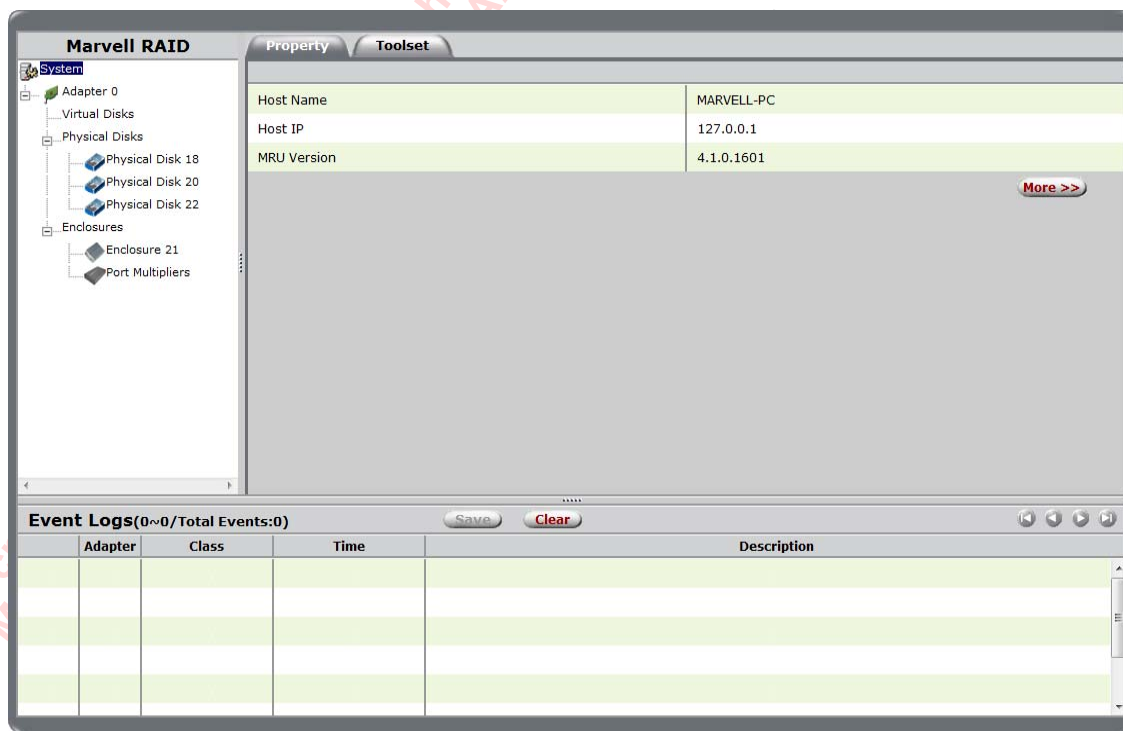 Marvell RAID
Property Toolset
System
Adapter 0
Virtual Disks
Physical Disks
Physical Disk 18
Physical Disk 20
Physical Disk 22
Enclosures
Enclosure 21
Port Multipliers
Host Name MARVELL-PC
Host IP 127.0.0.1
MRU Version 4.1.0.1601
More >>
Event Logs(0~0/Total Events:0) Save Clear
Adapter Class Time Description